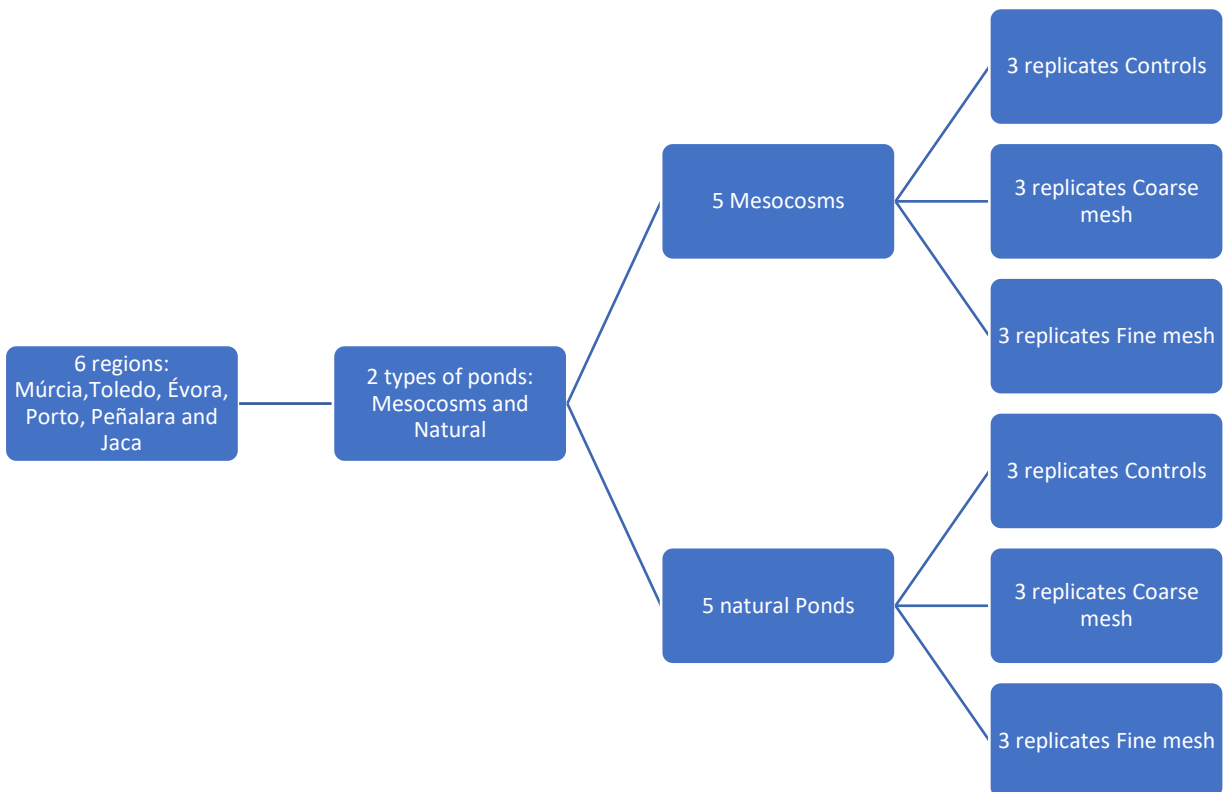 6 regions:
Múrcia,Toledo, Évora,
Porto, Peñalara and
Jaca
2 types of ponds:
Mesocosms and
Natural
5 Mesocosms
3 replicates Controls
3 replicates Coarse
mesh
3 replicates Fine mesh
5 natural Ponds
3 replicates Controls
3 replicates Coarse
mesh
3 replicates Fine mesh